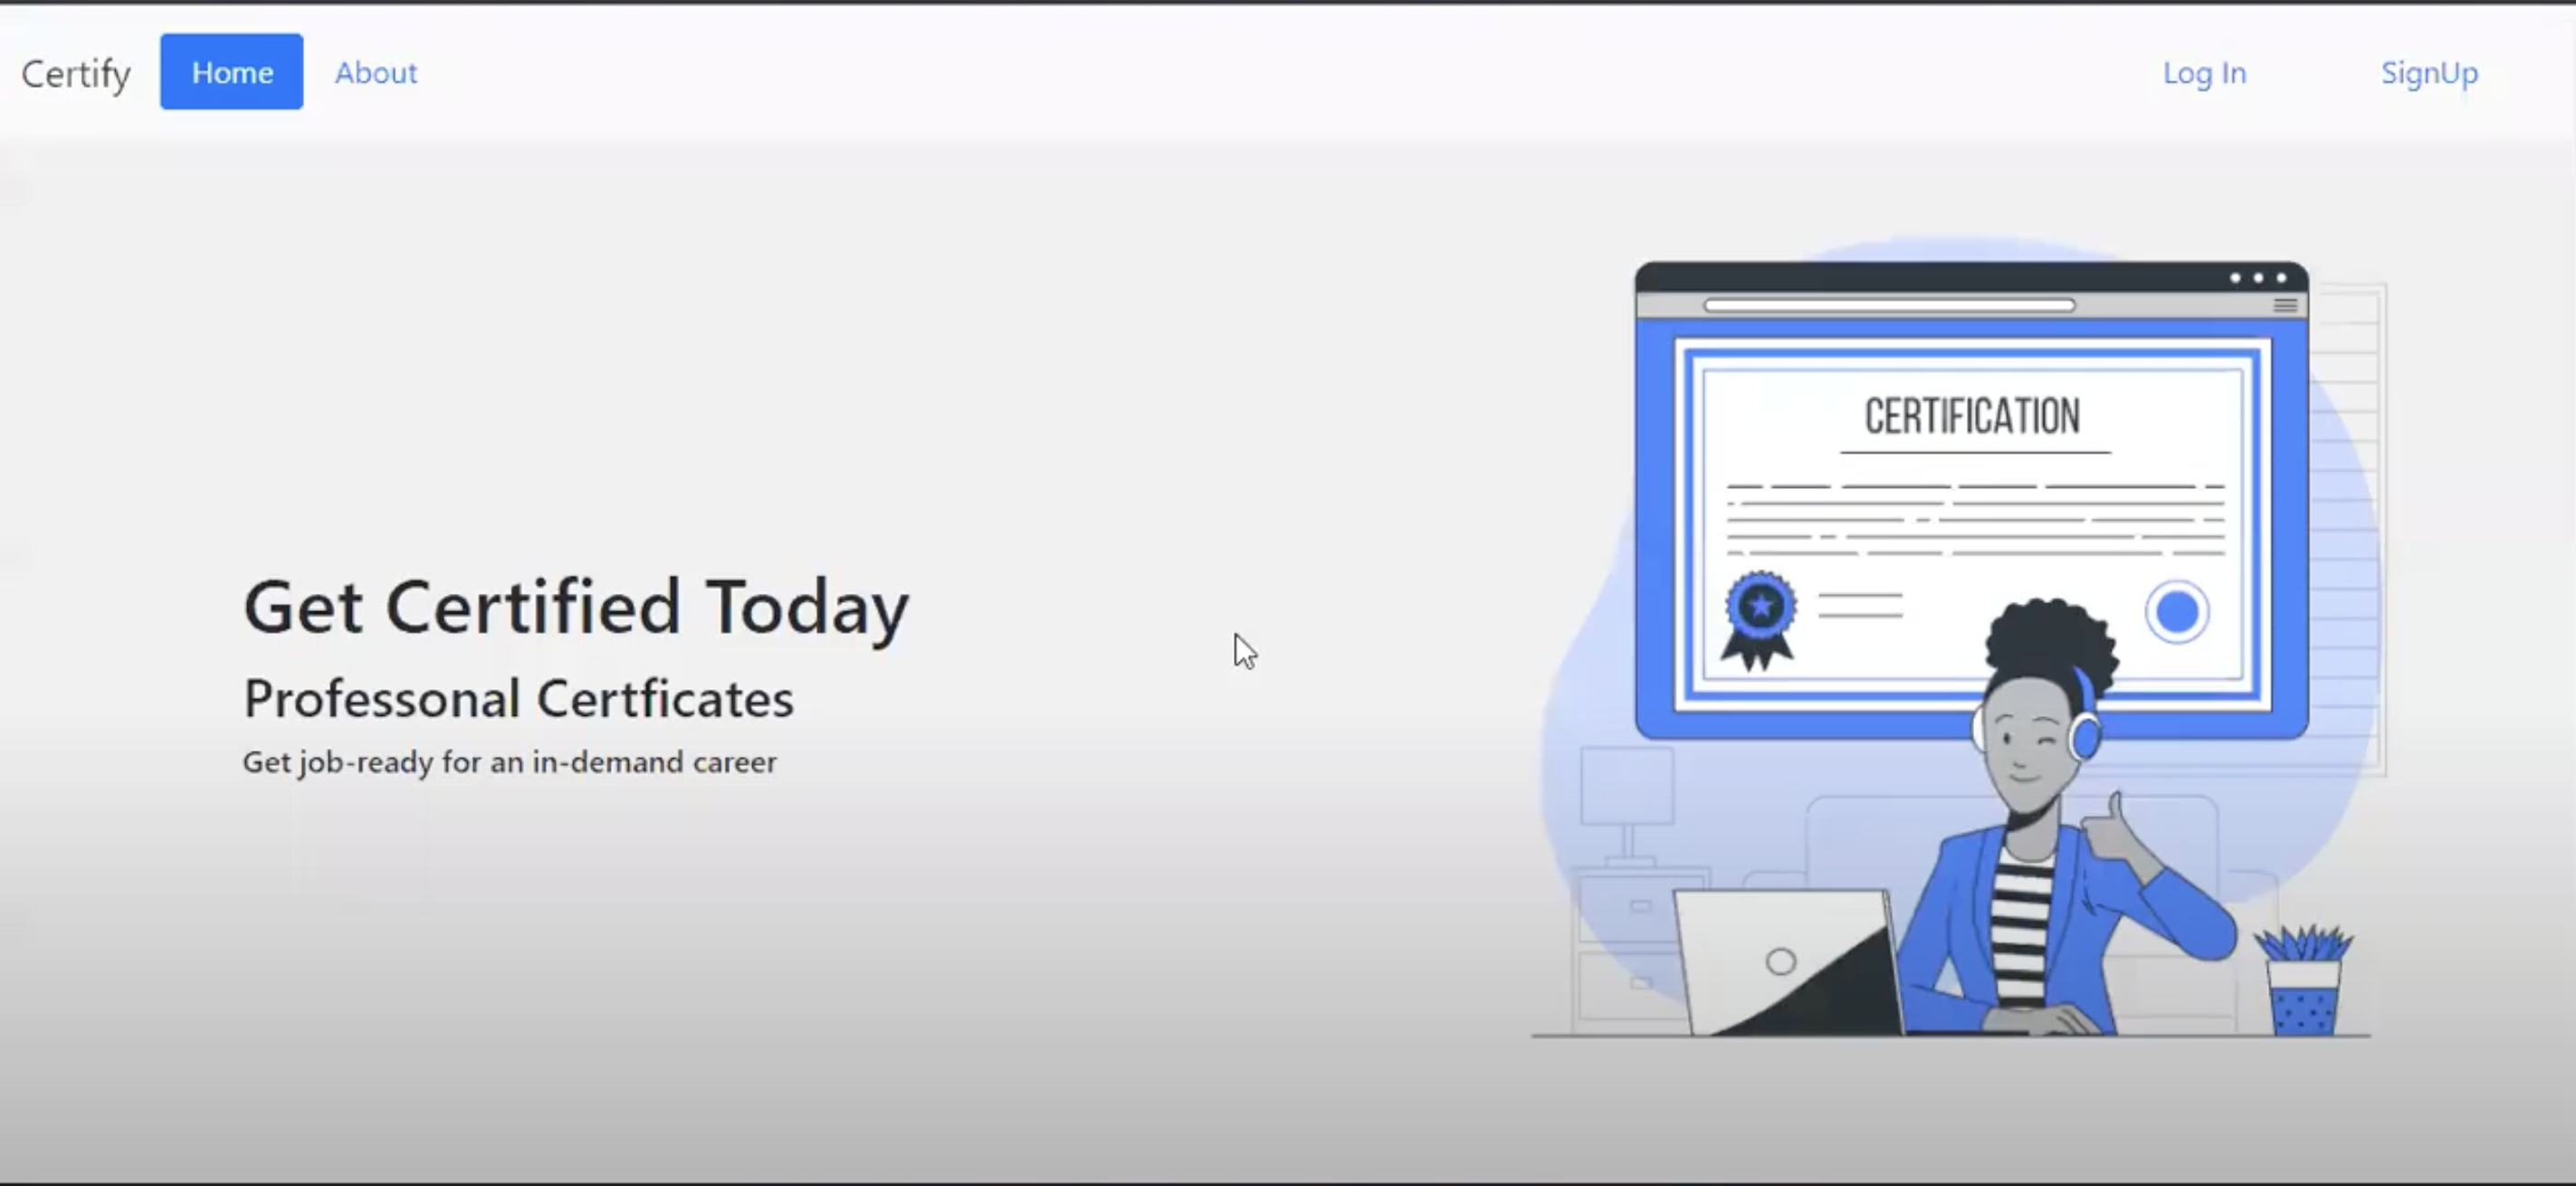 Certify Home About Log In SignUp
Get Certified Today
Professonal Certficates
Get job-ready for an in-demand career
CERTIFICATION